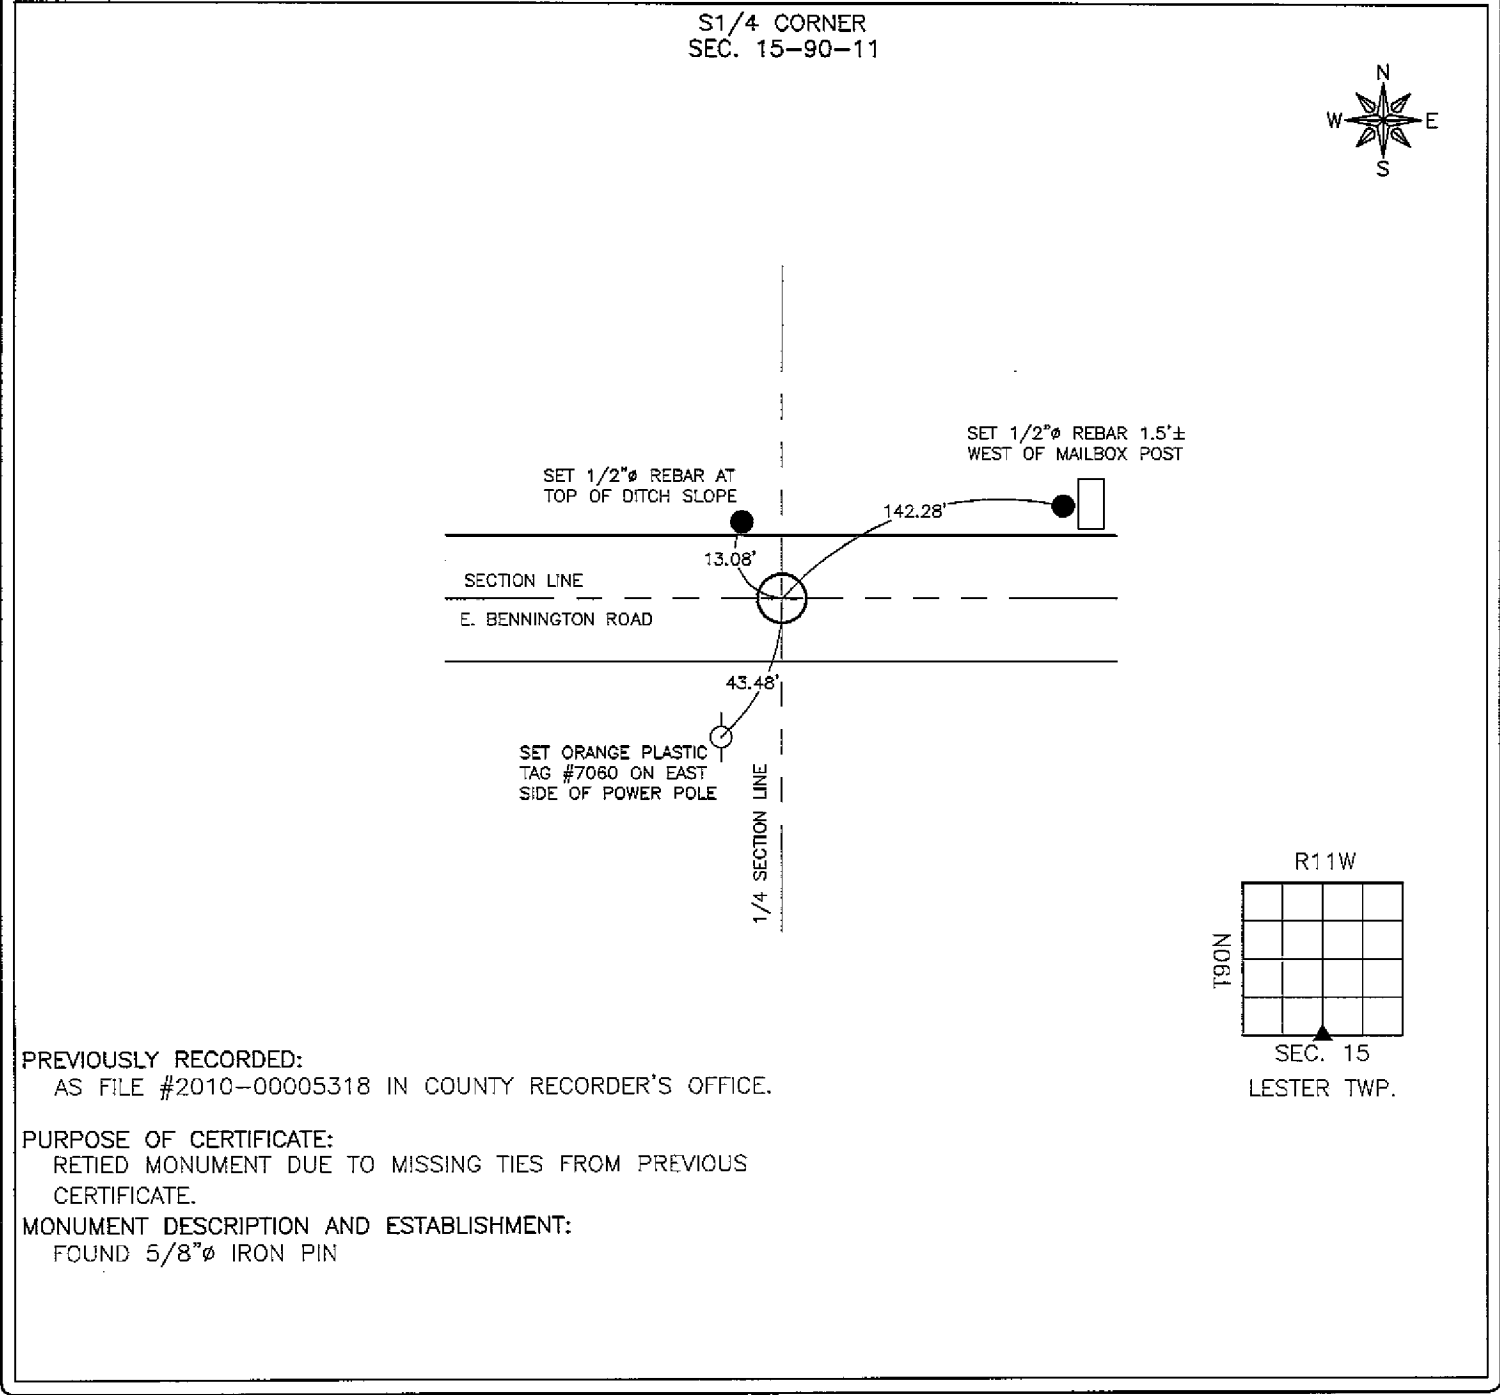 S1/4 CORNER
SEC. 15-90-11
N
W E
S
SET 1/2"ø REBAR 1.5'±
WEST OF MAILBOX POST
SET 1/2"ø REBAR AT
TOP OF DITCH SLOPE
142.28'
13.08'
SECTION LINE
E. BENNINGTON ROAD
43.48'
SET ORANGE PLASTIC
TAG #7060 ON EAST
SIDE OF POWER POLE
1/4 SECTION LINE
R11W
T90N
SEC. 15
LESTER TWP.
PREVIOUSLY RECORDED:
AS FILE #2010-00005318 IN COUNTY RECORDER'S OFFICE.
PURPOSE OF CERTIFICATE:
RETIED MONUMENT DUE TO MISSING TIES FROM PREVIOUS
CERTIFICATE.
MONUMENT DESCRIPTION AND ESTABLISHMENT:
FOUND 5/8"ø IRON PIN